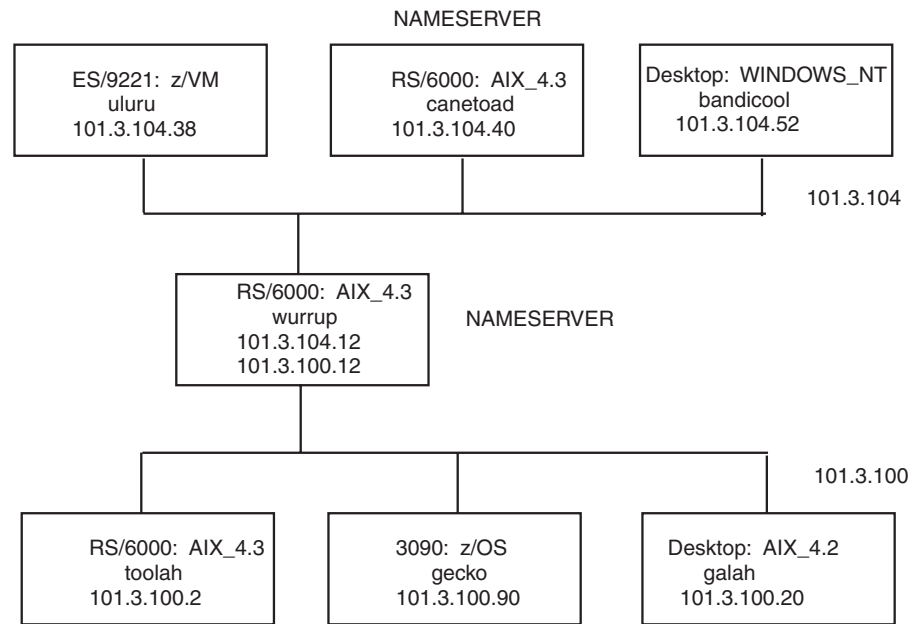 NAMESERVER
ES/9221: z/VM
uluru
101.3.104.38
RS/6000: AIX_4.3
canetoad
101.3.104.40
Desktop: WINDOWS_NT
bandicool
101.3.104.52
101.3.104
RS/6000: AIX_4.3
wurrup
101.3.104.12
101.3.100.12
NAMESERVER
101.3.100
RS/6000: AIX_4.3
toolah
101.3.100.2
3090: z/OS
gecko
101.3.100.90
Desktop: AIX_4.2
galah
101.3.100.20